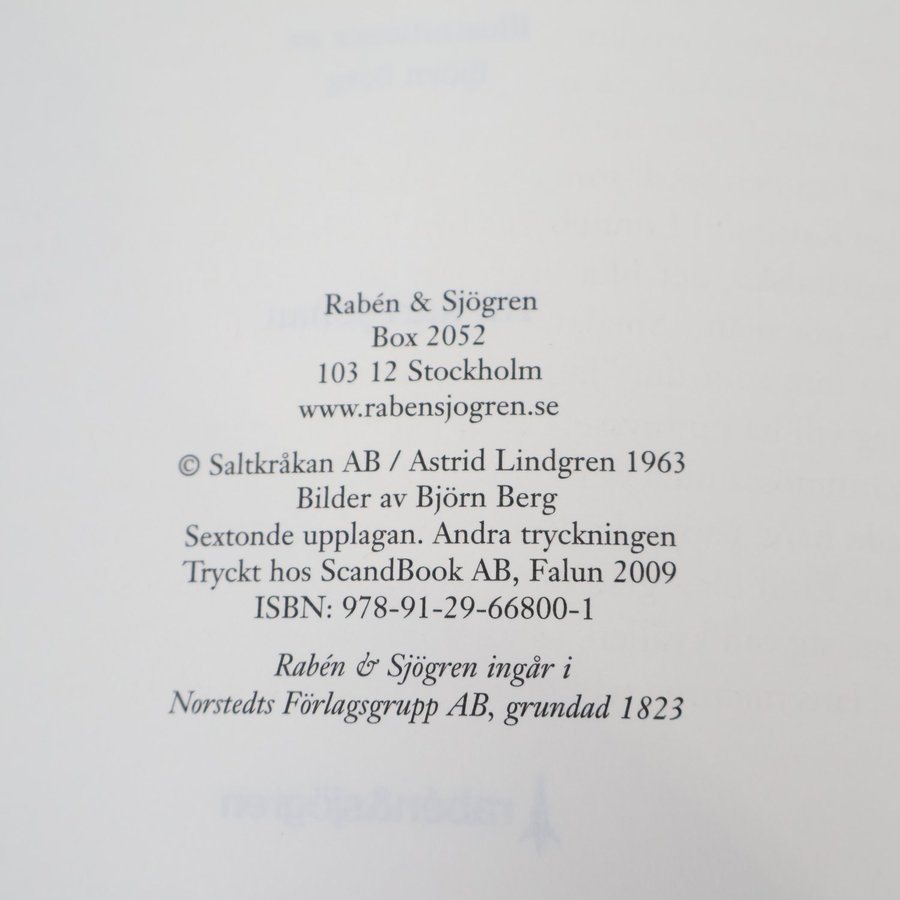 Rabén & Sjögren
Box 2052
103 12 Stockholm
www.rabensjogren.se
© Saltkråkan AB / Astrid Lindgren 1963
Bilder av Björn Berg
Sextonde upplagan. Andra tryckningen
Tryckt hos ScandBook AB, Falun 2009
ISBN: 978-91-29-66800-1
Rabén & Sjögren ingår i
Norstedts Förlagsgrupp AB, grundad 1823